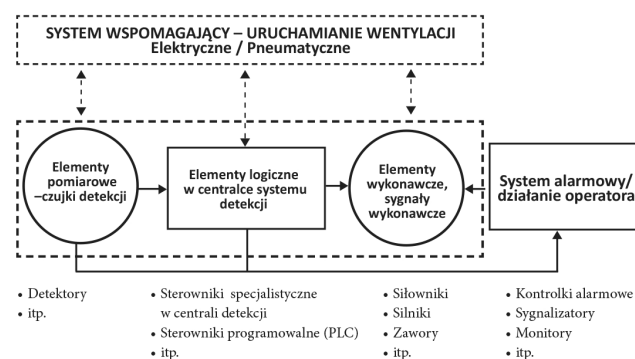 SYSTEM WSPOMAGAJĄCY – URUCHAMIANIE WENTYLACJI
Elektryczne / Pneumatyczne
Elementy
pomiarowe
–czujki detekcji
Elementy logiczne
w centralce systemu
detekcji
Elementy
wykonawcze,
sygnały
wykonawcze
System alarmowy/
działanie operatora
• Detektory
• itp.
• Sterowniki specjalistyczne
w centrali detekcji
• Sterowniki programowalne (PLC)
• itp.
• Siłowniki
• Silniki
• Zawory
• itp.
• Kontrolki alarmowe
• Sygnalizatory
• Monitory
• itp.